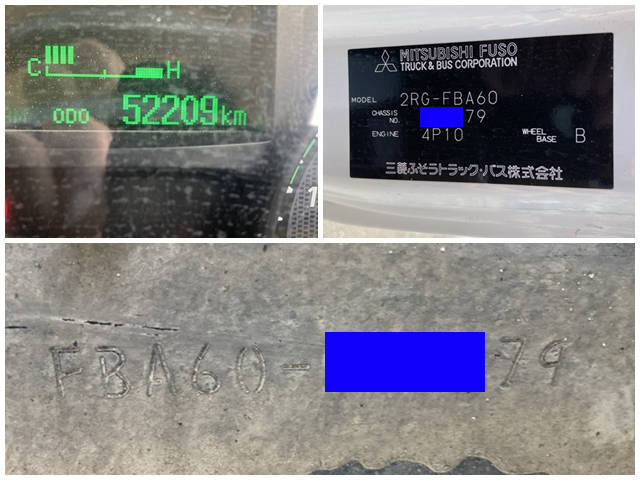 C H
ODO 52209km
1
MITSUBISHI FUSO
TRUCK & BUS CORPORATION
MODEL 2RG-FBA60
CHASSIS NO. 79
ENGINE 4P10 WHEEL BASE B
三菱ふそうトラック・バス株式会社
FBA60- 79